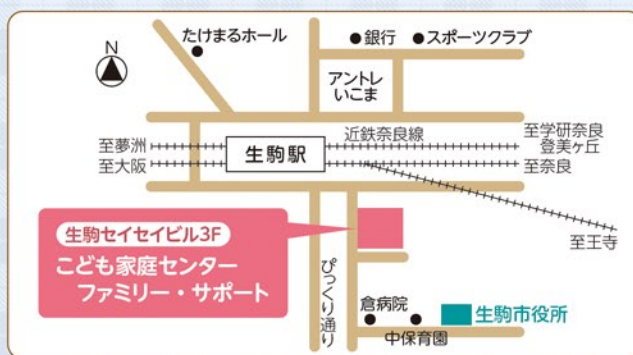 N
たけまるホール
銀行
スポーツクラブ
アントレ
いこま
至夢洲
至大阪
生駒駅
近鉄奈良線
至学研奈良
登美ヶ丘
至奈良
至王寺
生駒セイセイビル3F
こども家庭センター
ファミリー・サポート
ぴっくり通り
倉病院
中保育園
生駒市役所